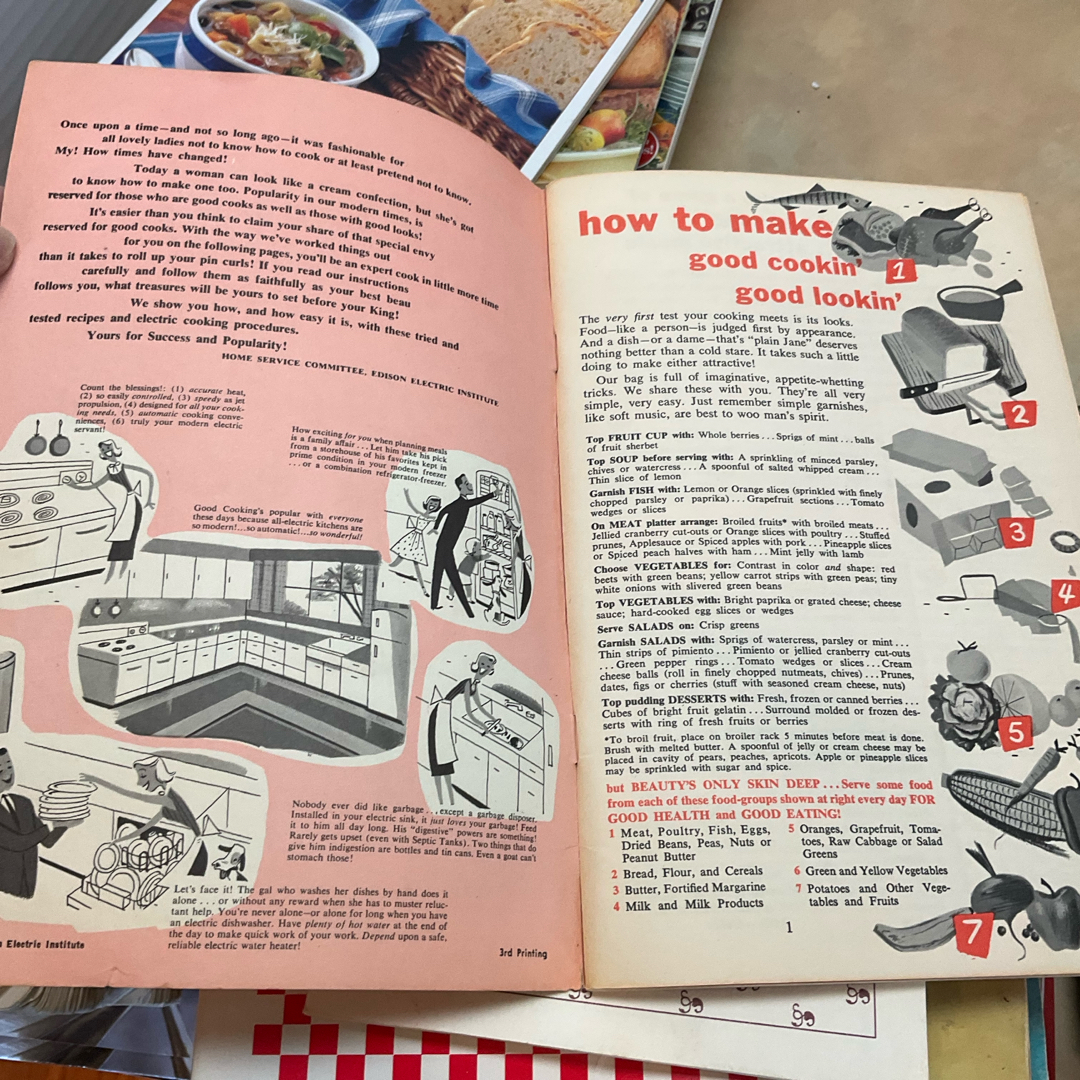 Once upon a time—and not so long ago—it was fashionable for
all lovely ladies not to know how to cook or at least pretend not to know.
My! How times have changed!
Today a woman can look like a cream confection, but she's got
to know how to make one too. Popularity in our modern times, is
reserved for those who are good cooks as well as those with good looks!
It's easier than you think to claim your share of that special envy
reserved for good cooks. With the way we've worked things out
for you on the following pages, you'll be an expert cook in little more time
than it takes to roll up your pin curls! If you read our instructions
carefully and follow them as faithfully as your best beau
follows you, what treasures will be yours to set before your King!
We show you how, and how easy it is, with these tried and
tested recipes and electric cooking procedures.
Yours for Success and Popularity!
HOME SERVICE COMMITTEE, EDISON ELECTRIC INSTITUTE
Count the blessings!: (1) accurate heat,
(2) so easily controlled, (3) speedy as jet
propulsion, (4) designed for all your cook-
ing needs, (5) automatic cooking conve-
niences, (6) truly your modern electric
servant!
How exciting for you when planning meals
is a family affair... Let him take his pick
from a storehouse of his favorites kept in
prime condition in your modern freezer
...or a combination refrigerator-freezer.
Good Cooking's popular with everyone
these days because all-electric kitchens are
so modern!...so automatic!...so wonderful!
Nobody ever did like garbage...except a garbage disposer.
Installed in your electric sink, it just loves your garbage! Feed
it to him all day long. His "digestive" powers are something!
Rarely gets upset (even with Septic Tanks). Two things that do
give him indigestion are bottles and tin cans. Even a goat can't
stomach those!
Let's face it! The gal who washes her dishes by hand does it
alone . . . or without any reward when she has to muster reluc-
tant help. You're never alone—or alone for long when you have
an electric dishwasher. Have plenty of hot water at the end of
the day to make quick work of your work. Depend upon a safe,
reliable electric water heater!
Electric Institute
3rd Printing
how to make
good cookin'
good lookin'
The very first test your cooking meets is its looks.
Food—like a person—is judged first by appearance.
And a dish—or a dame—that's "plain Jane" deserves
nothing better than a cold stare. It takes such a little
doing to make either attractive!
Our bag is full of imaginative, appetite-whetting
tricks. We share these with you. They're all very
simple, very easy. Just remember simple garnishes,
like soft music, are best to woo man's spirit.
Top FRUIT CUP with: Whole berries...Sprigs of mint...balls
of fruit sherbet
Top SOUP before serving with: A sprinkling of minced parsley,
chives or watercress...A spoonful of salted whipped cream...
Thin slice of lemon
Garnish FISH with: Lemon or Orange slices (sprinkled with finely
chopped parsley or paprika)... Grapefruit sections...Tomato
wedges or slices
On MEAT platter arrange: Broiled fruits* with broiled meats...
Jellied cranberry cut-outs or Orange slices with poultry...Stuffed
prunes, Applesauce or Spiced apples with pork...Pineapple slices
or Spiced peach halves with ham...Mint jelly with lamb
Choose VEGETABLES for: Contrast in color and shape: red
beets with green beans; yellow carrot strips with green peas; tiny
white onions with slivered green beans
Top VEGETABLES with: Bright paprika or grated cheese; cheese
sauce; hard-cooked egg slices or wedges
Serve SALADS on: Crisp greens
Garnish SALADS with: Sprigs of watercress, parsley or mint...
Thin strips of pimiento...Pimiento or jellied cranberry cut-outs
...Green pepper rings...Tomato wedges or slices...Cream
cheese balls (roll in finely chopped nutmeats, chives)...Prunes,
dates, figs or cherries (stuff with seasoned cream cheese, nuts)
Top pudding DESSERTS with: Fresh, frozen or canned berries...
Cubes of bright fruit gelatin...Surround molded or frozen des-
serts with ring of fresh fruits or berries
*To broil fruit, place on broiler rack 5 minutes before meat is done.
Brush with melted butter. A spoonful of jelly or cream cheese may be
placed in cavity of pears, peaches, apricots. Apple or pineapple slices
may be sprinkled with sugar and spice.
but BEAUTY'S ONLY SKIN DEEP...Serve some food
from each of these food-groups shown at right every day FOR
GOOD HEALTH and GOOD EATING!
1 Meat, Poultry, Fish, Eggs,
Dried Beans, Peas, Nuts or
Peanut Butter
2 Bread, Flour, and Cereals
3 Butter, Fortified Margarine
4 Milk and Milk Products
5 Oranges, Grapefruit, Toma-
toes, Raw Cabbage or Salad
Greens
6 Green and Yellow Vegetables
7 Potatoes and Other Vege-
tables and Fruits
1
1
2
3
4
5
7